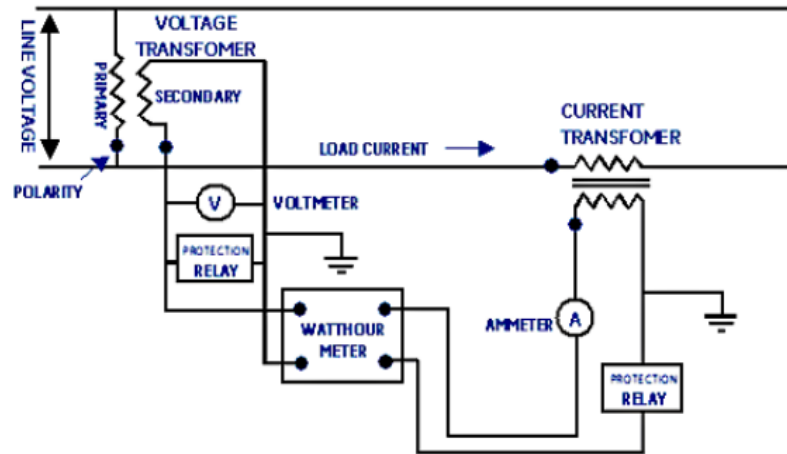 LINE VOLTAGE
PRIMARY
VOLTAGE
TRANSFOMER
SECONDARY
POLARITY
LOAD CURRENT
CURRENT
TRANSFOMER
V
VOLTMETER
PROTECTION
RELAY
WATTHOUR
METER
AMMETER
A
PROTECTION
RELAY